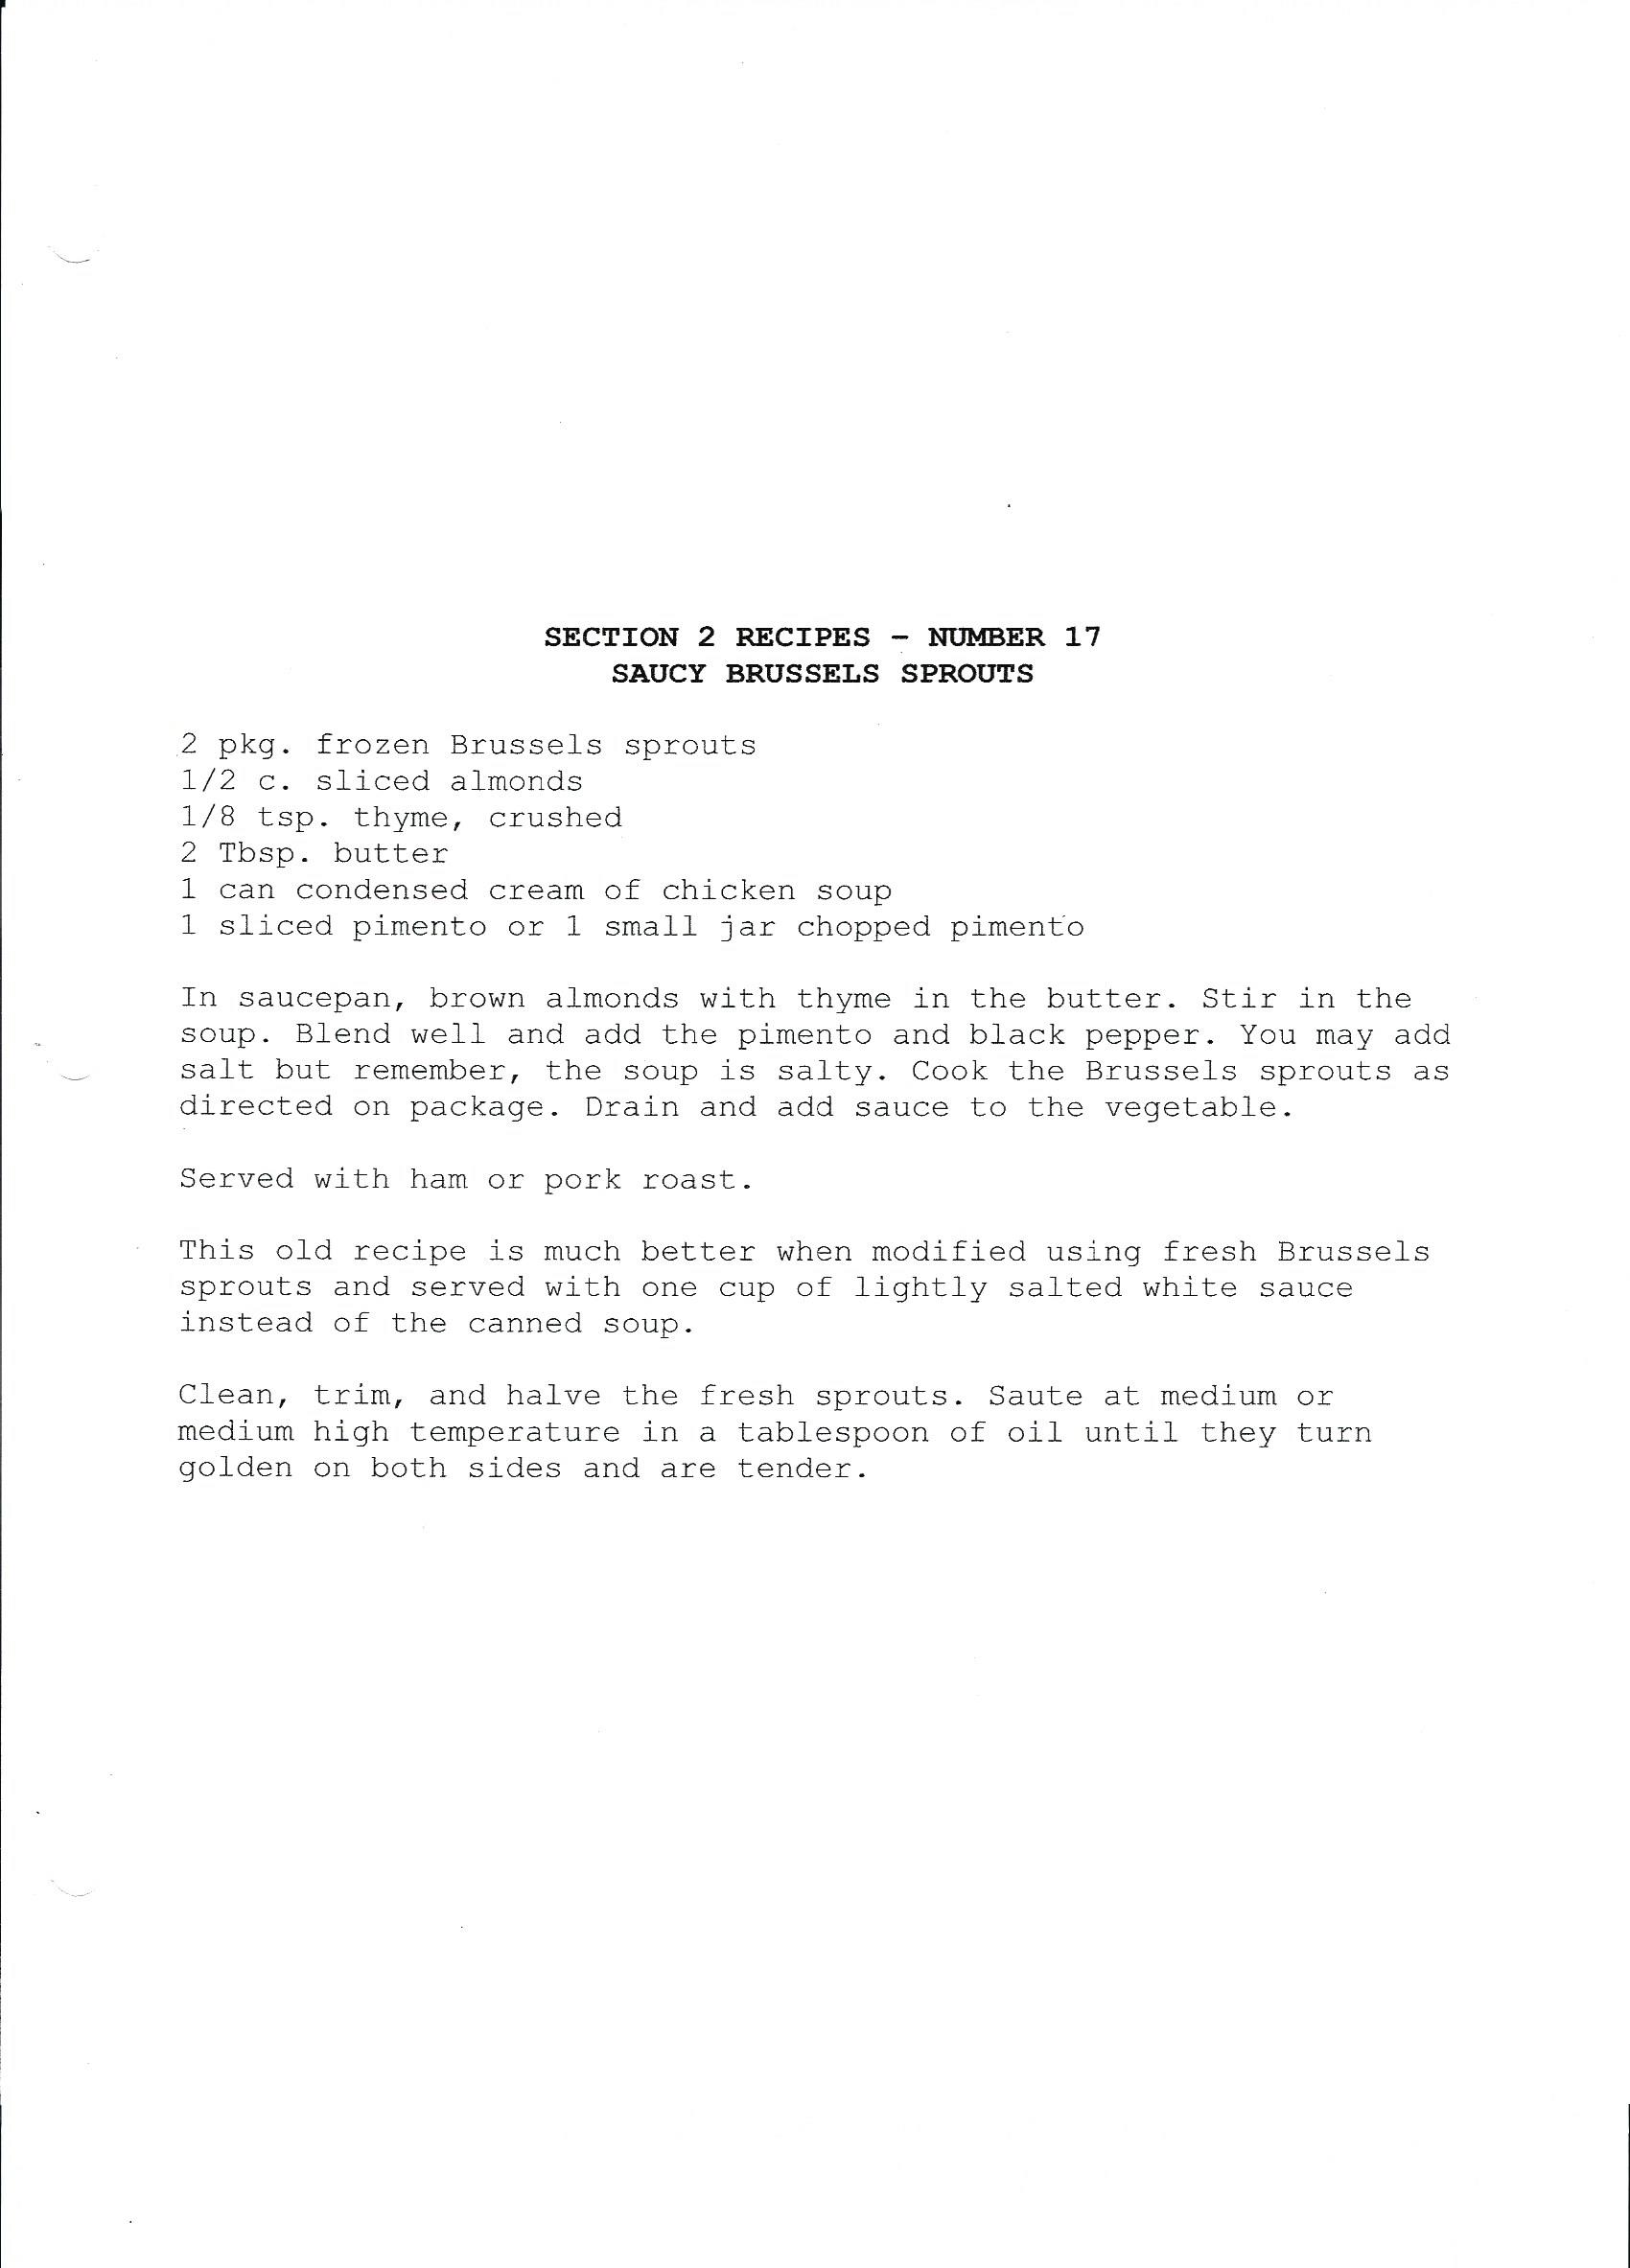 SECTION 2 RECIPES - NUMBER 17
SAUCY BRUSSELS SPROUTS
2 pkg. frozen Brussels sprouts
1/2 c. sliced almonds
1/8 tsp. thyme, crushed
2 Tbsp. butter
1 can condensed cream of chicken soup
1 sliced pimento or 1 small jar chopped pimento
In saucepan, brown almonds with thyme in the butter. Stir in the
soup. Blend well and add the pimento and black pepper. You may add
salt but remember, the soup is salty. Cook the Brussels sprouts as
directed on package. Drain and add sauce to the vegetable.
Served with ham or pork roast.
This old recipe is much better when modified using fresh Brussels
sprouts and served with one cup of lightly salted white sauce
instead of the canned soup.
Clean, trim, and halve the fresh sprouts. Saute at medium or
medium high temperature in a tablespoon of oil until they turn
golden on both sides and are tender.